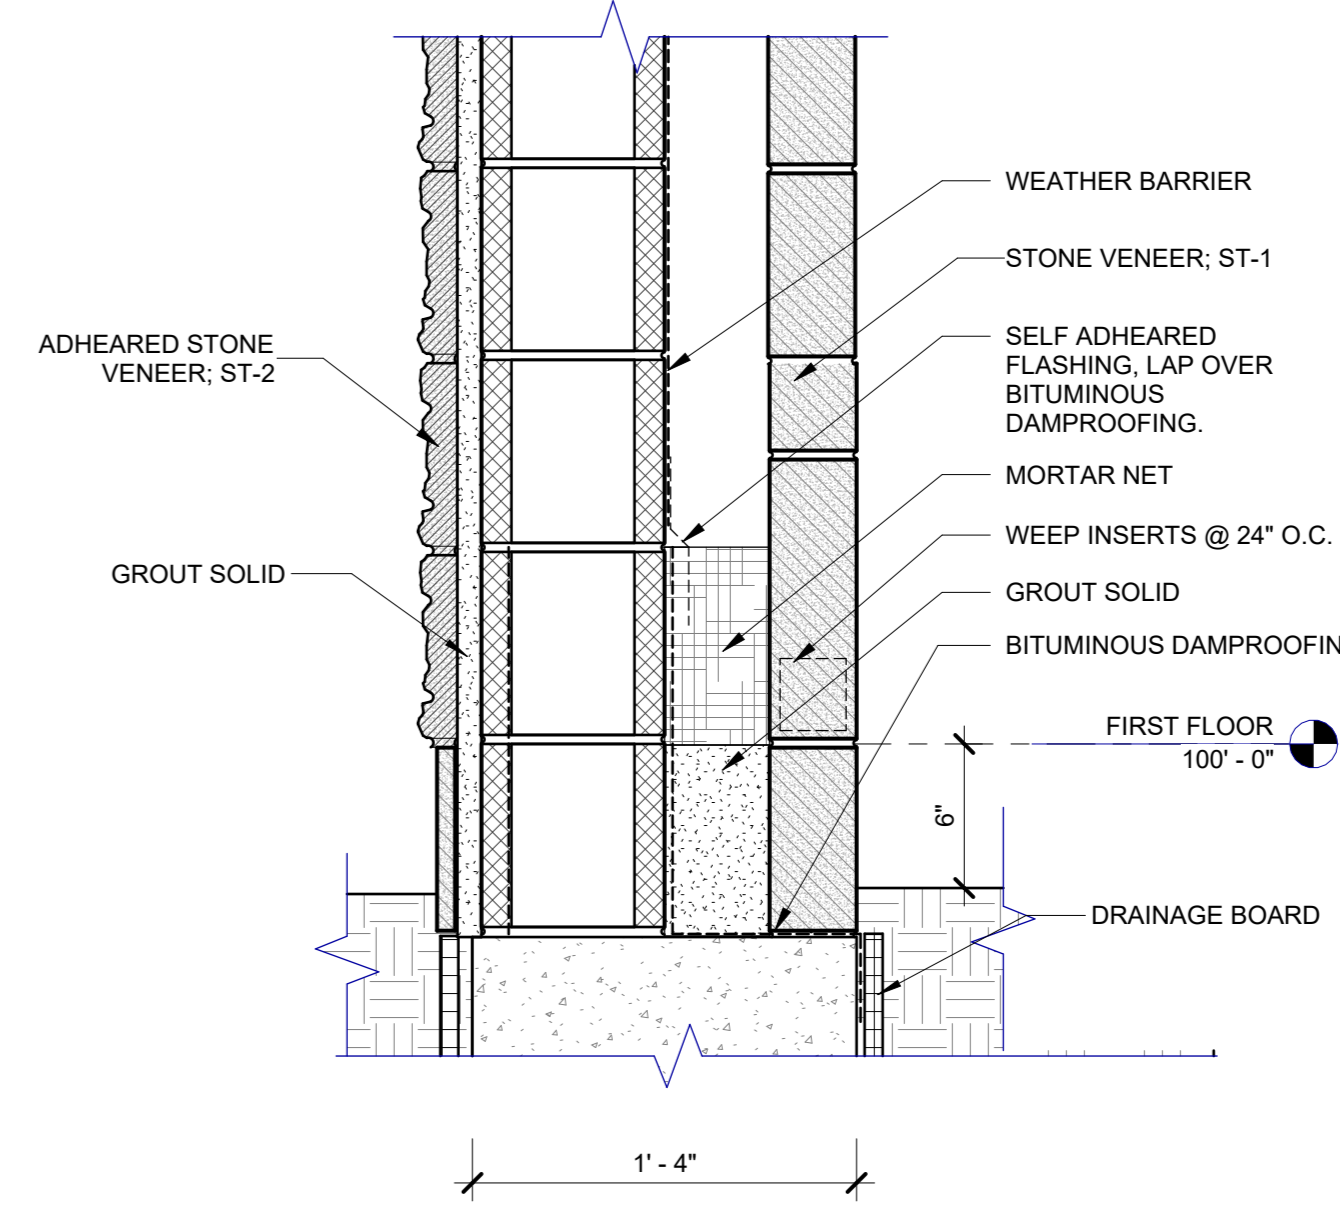 WEATHER BARRIER
STONE VENEER; ST-1
SELF ADHEARED
FLASHING, LAP OVER
BITUMINOUS
DAMPROOFING.
MORTAR NET
WEEP INSERTS @ 24" O.C.
GROUT SOLID
BITUMINOUS DAMPROOFIN
FIRST FLOOR
100' - 0"
6"
DRAINAGE BOARD
ADHEARED STONE
VENEER; ST-2
GROUT SOLID
1' - 4"